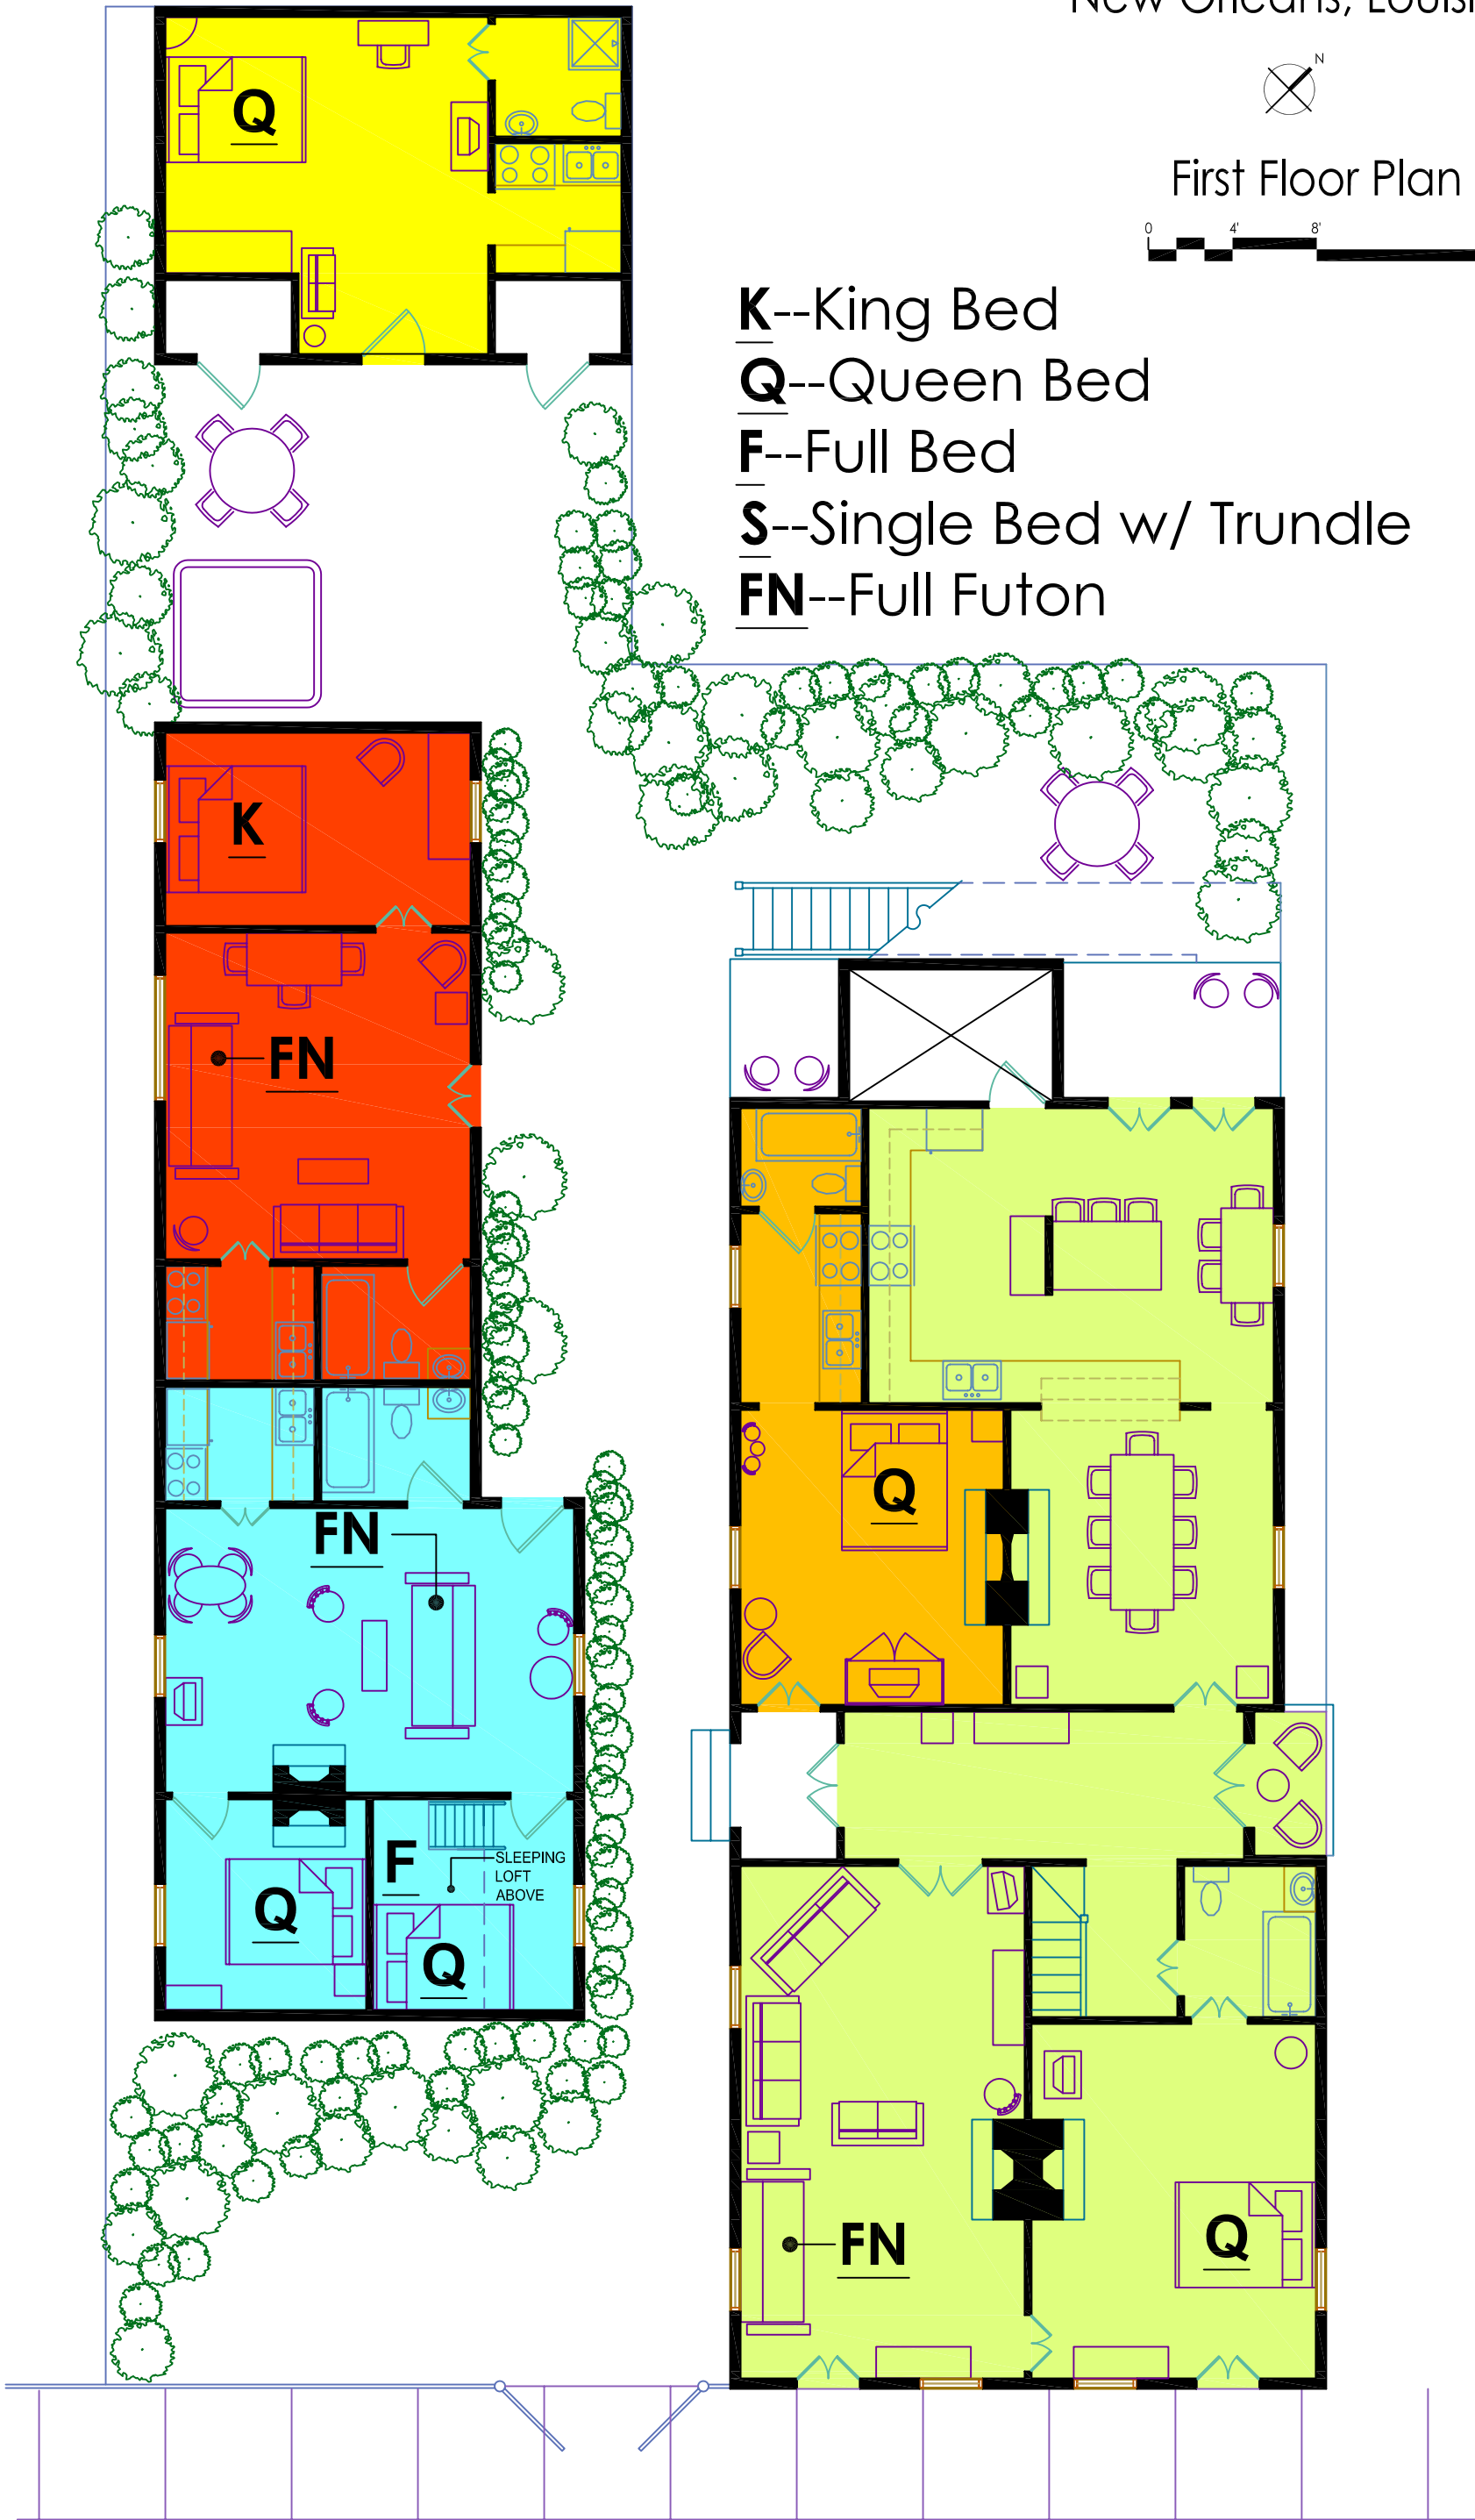 N
First Floor Plan
0 4' 8'
K--King Bed
Q--Queen Bed
F--Full Bed
S--Single Bed w/ Trundle
FN--Full Futon
Q
K
FN
FN
Q
F
SLEEPING
LOFT
ABOVE
Q
Q
FN
Q